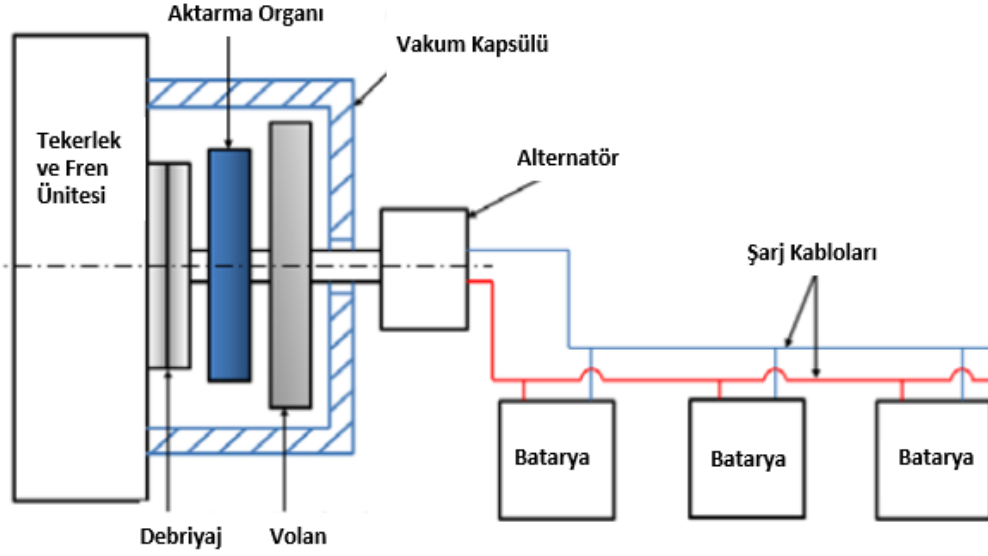 Aktarma Organı
Vakum Kapsülü
Tekerlek
ve Fren
Ünitesi
Alternatör
Şarj Kabloları
Batarya
Batarya
Batarya
Debriyaj
Volan